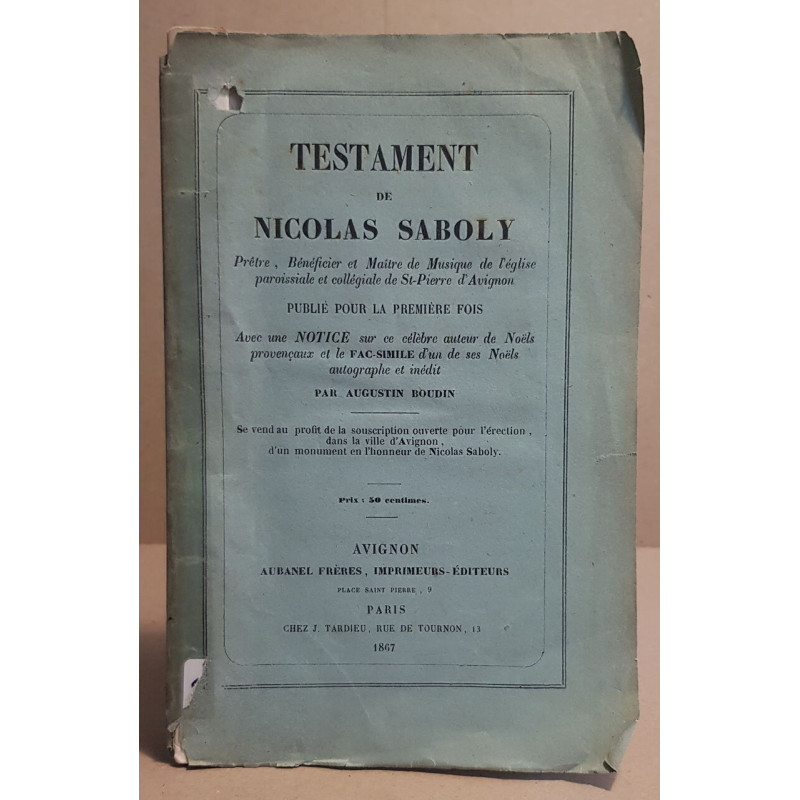 TESTAMENT
DE
NICOLAS SABOLY
Prêtre, Bénéficier et Maître de Musique de l'église
paroissiale et collégiale de St-Pierre d'Avignon
PUBLIÉ POUR LA PREMIÈRE FOIS
Avec une NOTICE sur ce célèbre auteur de Noëls
provençaux et le FAC-SIMILE d'un de ses Noëls
autographe et inédit
PAR AUGUSTIN BOUDIN
Se vend au profit de la souscription ouverte pour l'érection,
dans la ville d'Avignon,
d'un monument en l'honneur de Nicolas Saboly.
Prix : 50 centimes.
AVIGNON
AUBANEL FRÈRES, IMPRIMEURS-ÉDITEURS
PLACE SAINT PIERRE, 9
PARIS
CHEZ J. TARDIEU, RUE DE TOURNON, 13
1867